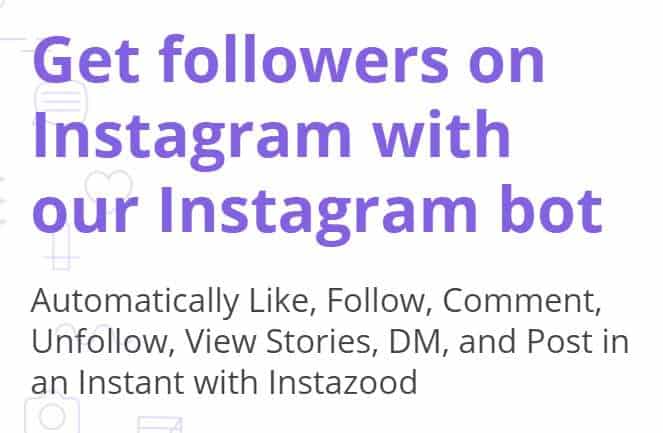 Get followers on
Instagram with
our Instagram bot
Automatically Like, Follow, Comment,
Unfollow, View Stories, DM, and Post in
an Instant with Instazood